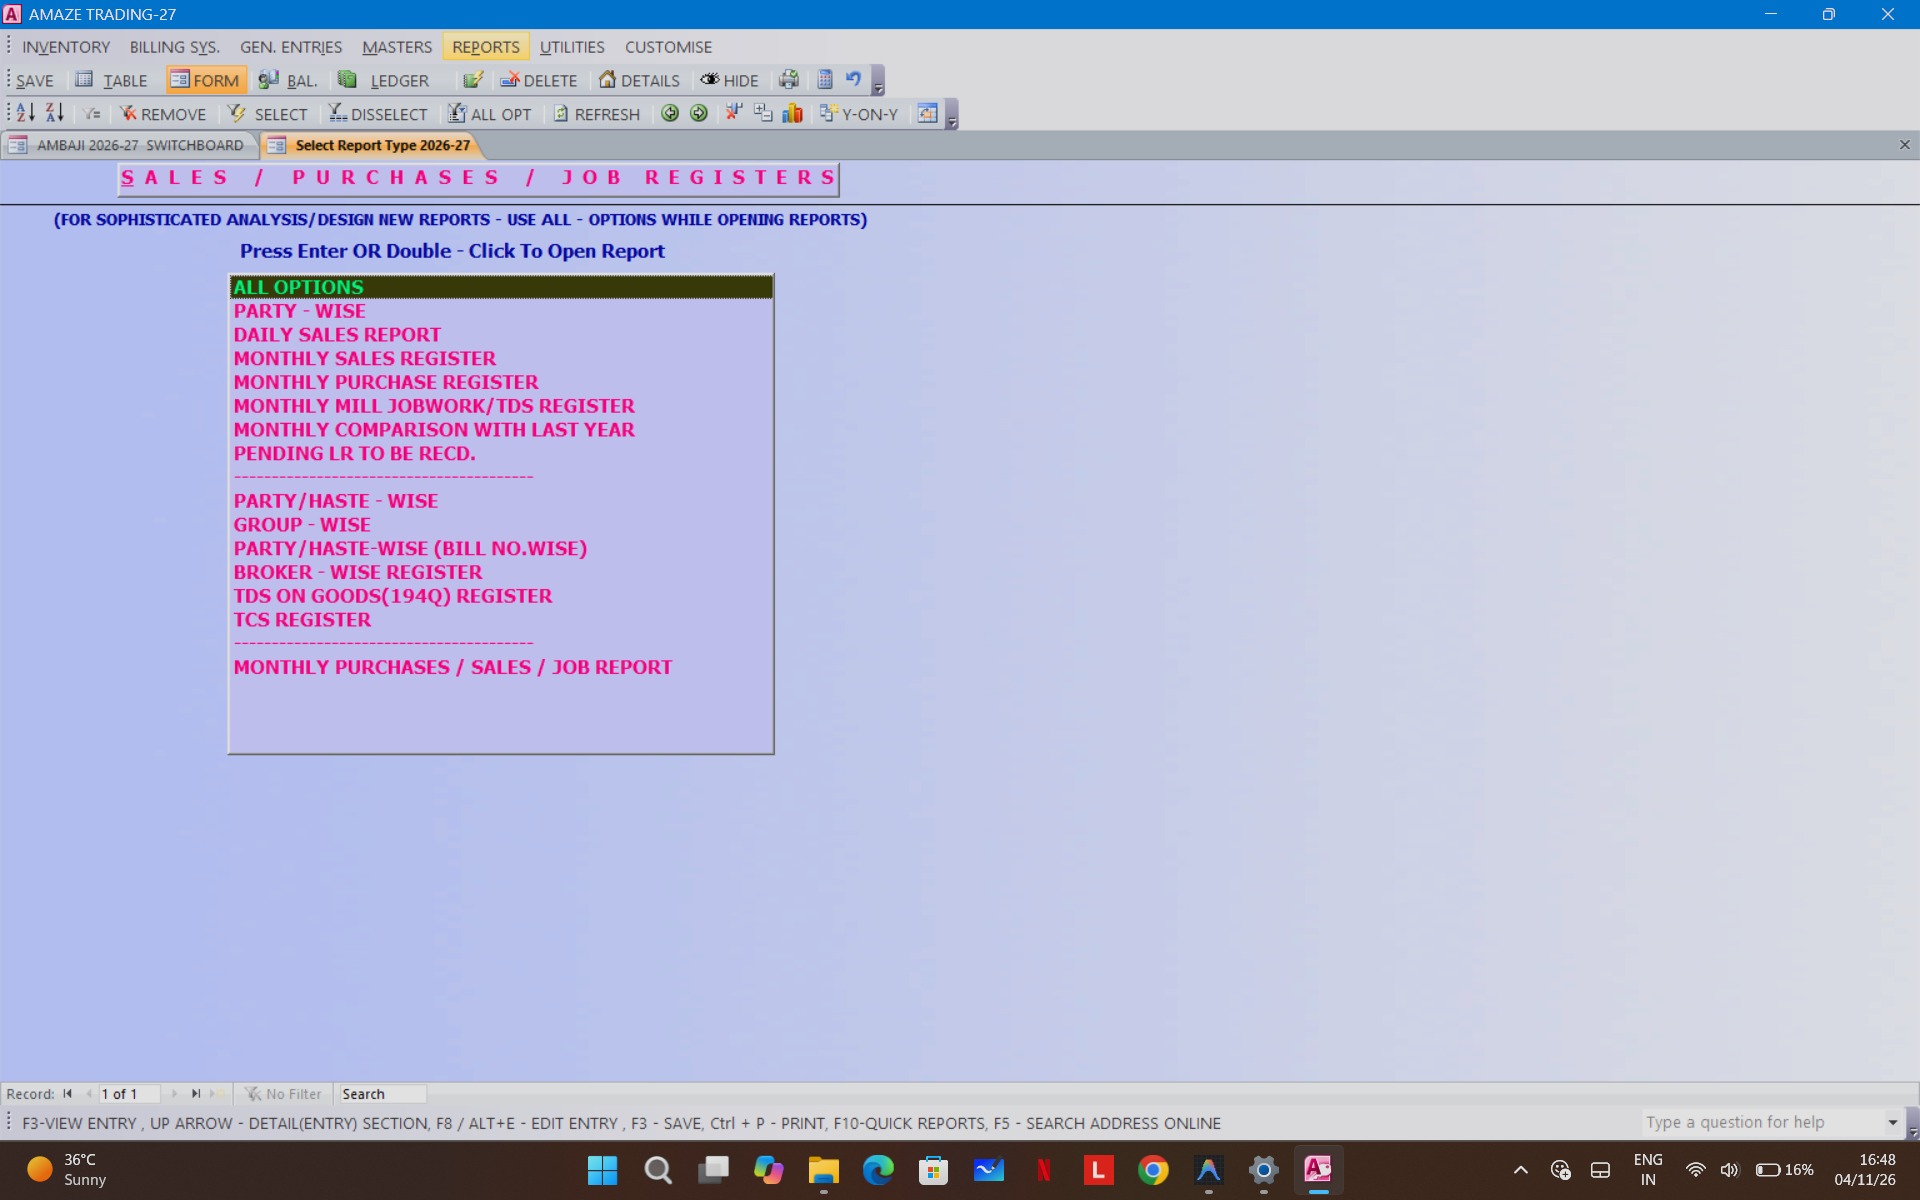 AMAZE TRADING-27
INVENTORY BILLING SYS. GEN. ENTRIES MASTERS REPORTS UTILITIES CUSTOMISE
SAVE TABLE FORM BAL. LEDGER DELETE DETAILS HIDE
REMOVE SELECT DISSELECT ALL OPT REFRESH Y-ON-Y
AMBAJI 2026-27 SWITCHBOARD Select Report Type 2026-27
SALES / PURCHASES / JOB REGISTERS
(FOR SOPHISTICATED ANALYSIS/DESIGN NEW REPORTS - USE ALL - OPTIONS WHILE OPENING REPORTS)
Press Enter OR Double - Click To Open Report
ALL OPTIONS
PARTY - WISE
DAILY SALES REPORT
MONTHLY SALES REGISTER
MONTHLY PURCHASE REGISTER
MONTHLY MILL JOBWORK/TDS REGISTER
MONTHLY COMPARISON WITH LAST YEAR
PENDING LR TO BE RECD.
----------------------------------------
PARTY/HASTE - WISE
GROUP - WISE
PARTY/HASTE-WISE (BILL NO.WISE)
BROKER - WISE REGISTER
TDS ON GOODS(194Q) REGISTER
TCS REGISTER
----------------------------------------
MONTHLY PURCHASES / SALES / JOB REPORT
Record: 1 of 1 No Filter Search
F3-VIEW ENTRY , UP ARROW - DETAIL(ENTRY) SECTION, F8 / ALT+E - EDIT ENTRY , F3 - SAVE, Ctrl + P - PRINT, F10-QUICK REPORTS, F5 - SEARCH ADDRESS ONLINE Type a question for help
36°C
Sunny
ENG
IN
16%
16:48
04/11/26